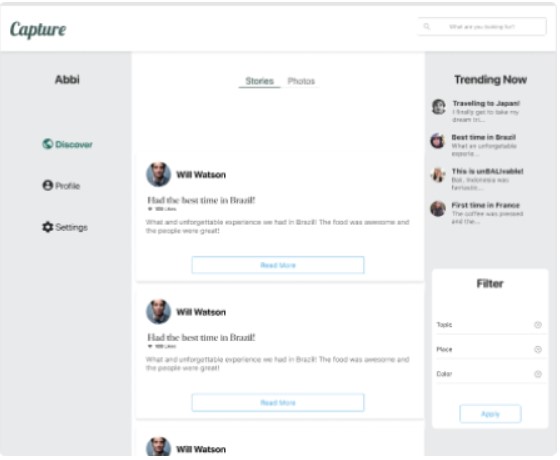 Capture
What are you looking for?
Abbi
Discover
Profile
Settings
Stories Photos
Will Watson
Had the best time in Brazil!
Likes
What and unforgettable experience we had in Brazil! The food was awesome and
the people were great!
Read More
Will Watson
Had the best time in Brazil!
Likes
What and unforgettable experience we had in Brazil! The food was awesome and
the people were great!
Read More
Will Watson
Trending Now
Traveling to Japan!
I finally get to take my
dream tri...
Best time in Brazil
What an unforgettable
experie...
This is unBALIvable!
Bali, Indonesia was
fantastic...
First time in France
The coffee was pressed
and the...
Filter
Topic
Place
Color
Apply